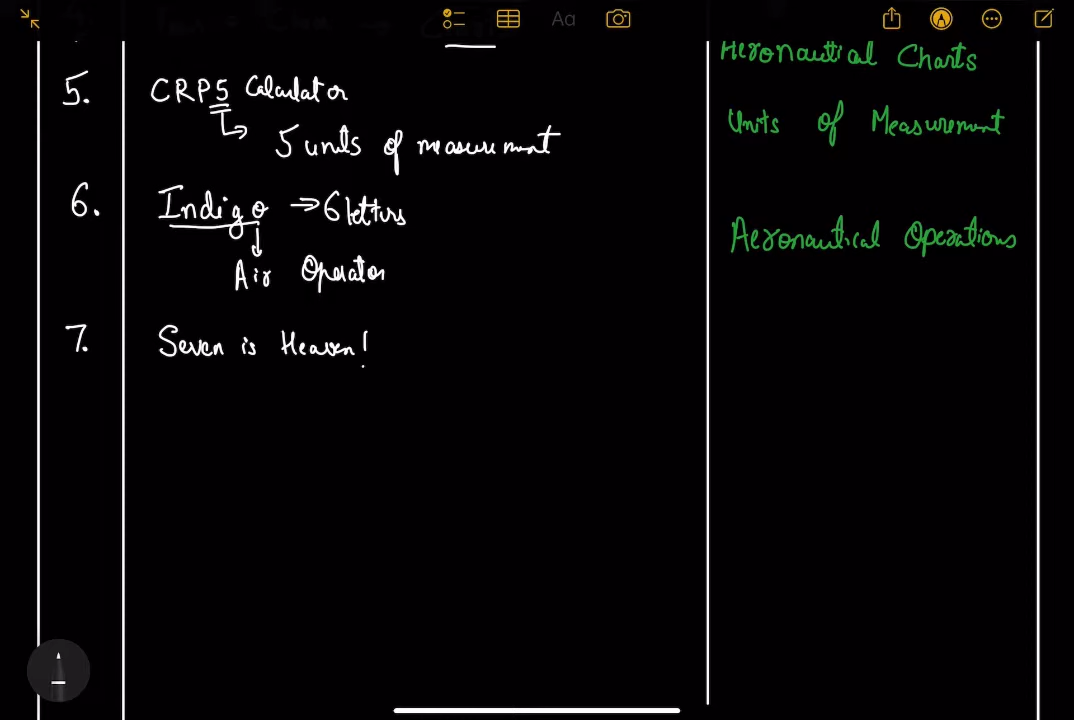 Aa
Aeronautical Charts
5. CRP5 Calculator
Units of Measurement
5 units of measurement
6. Indigo ⇒ 6 letters
Aeronautical Operations
Air Operator
7. Seven is Heaven!